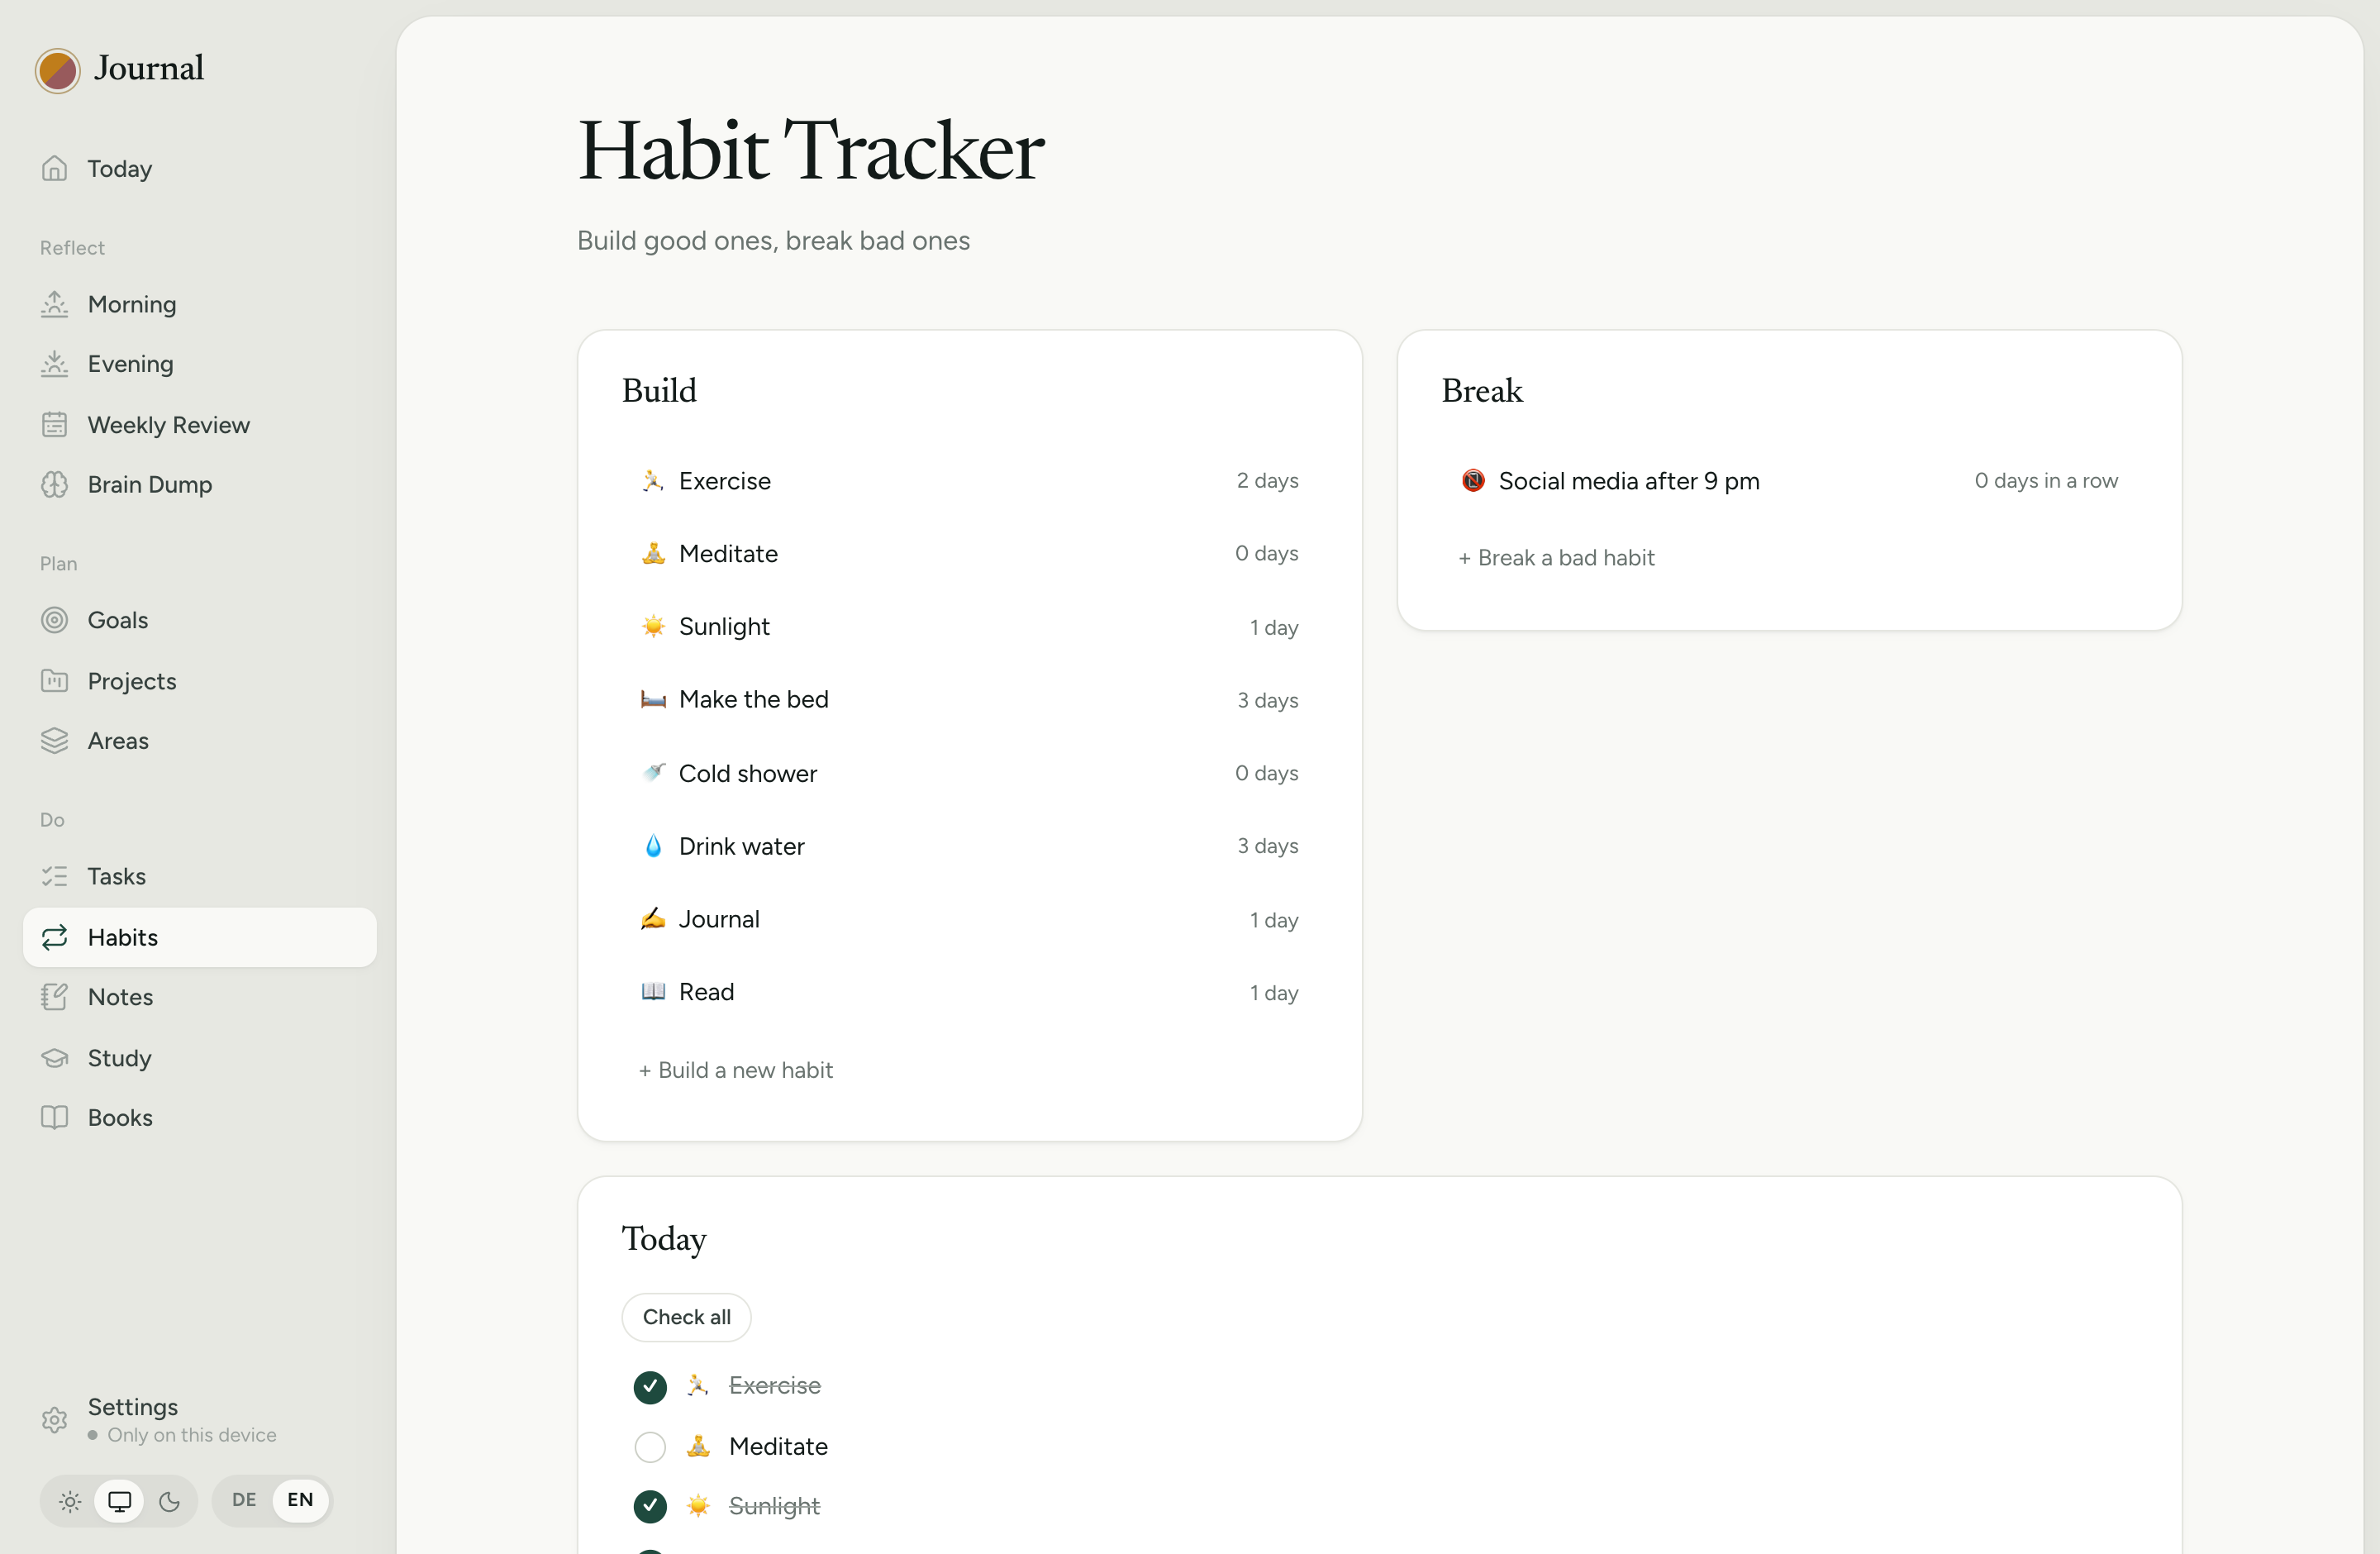 Journal
Today
Reflect
Morning
Evening
Weekly Review
Brain Dump
Plan
Goals
Projects
Areas
Do
Tasks
Habits
Notes
Study
Books
Settings
Only on this device
DE EN
Habit Tracker
Build good ones, break bad ones
Build
Exercise 2 days
Meditate 0 days
Sunlight 1 day
Make the bed 3 days
Cold shower 0 days
Drink water 3 days
Journal 1 day
Read 1 day
+ Build a new habit
Break
Social media after 9 pm 0 days in a row
+ Break a bad habit
Today
Check all
Exercise
Meditate
Sunlight